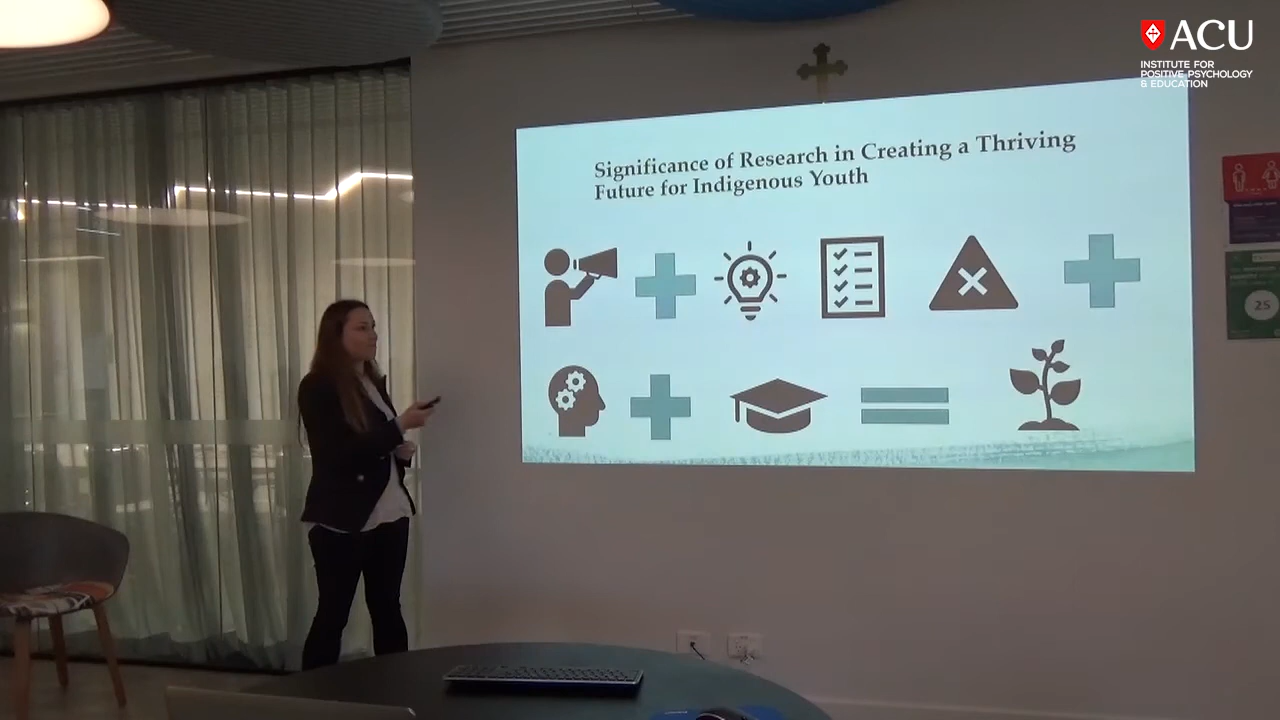 ACU
INSTITUTE FOR
POSITIVE PSYCHOLOGY
& EDUCATION
Significance of Research in Creating a Thriving
Future for Indigenous Youth
25